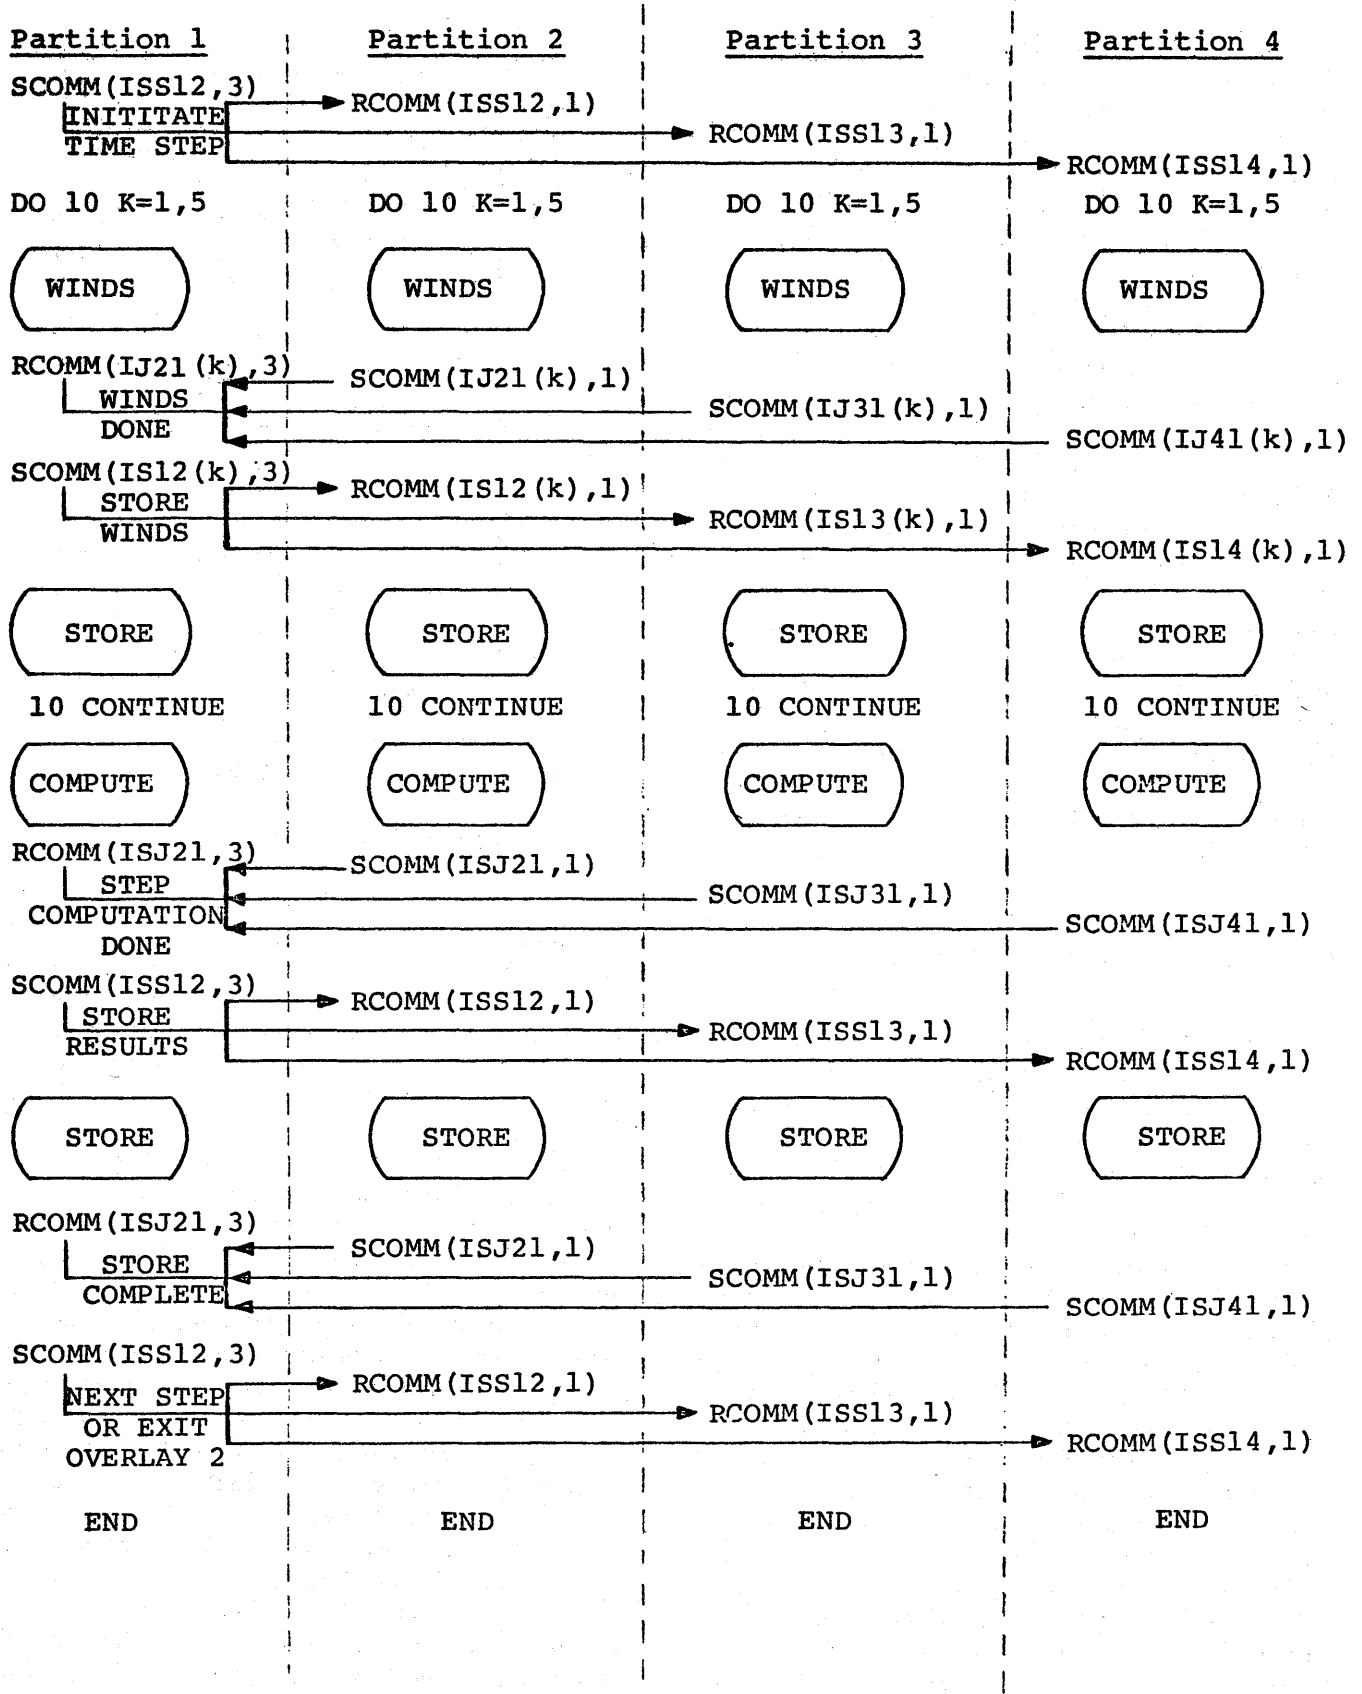 Partition 1 Partition 2 Partition 3 Partition 4
SCOMM(ISS12,3)
RCOMM(ISS12,1)
INITITATE
RCOMM(ISS13,1)
TIME STEP
RCOMM(ISS14,1)
DO 10 K=1,5 DO 10 K=1,5 DO 10 K=1,5 DO 10 K=1,5
WINDS WINDS WINDS WINDS
RCOMM(IJ21(k),3)
SCOMM(IJ21(k),1)
WINDS
SCOMM(IJ31(k),1)
DONE
SCOMM(IJ41(k),1)
SCOMM(IS12(k),3)
RCOMM(IS12(k),1)
STORE
RCOMM(IS13(k),1)
WINDS
RCOMM(IS14(k),1)
STORE STORE STORE STORE
10 CONTINUE 10 CONTINUE 10 CONTINUE 10 CONTINUE
COMPUTE COMPUTE COMPUTE COMPUTE
RCOMM(ISJ21,3)
SCOMM(ISJ21,1)
STEP
SCOMM(ISJ31,1)
COMPUTATION
SCOMM(ISJ41,1)
DONE
SCOMM(ISS12,3)
RCOMM(ISS12,1)
STORE
RCOMM(ISS13,1)
RESULTS
RCOMM(ISS14,1)
STORE STORE STORE STORE
RCOMM(ISJ21,3)
SCOMM(ISJ21,1)
STORE
SCOMM(ISJ31,1)
COMPLETE
SCOMM(ISJ41,1)
SCOMM(ISS12,3)
RCOMM(ISS12,1)
NEXT STEP
RCOMM(ISS13,1)
OR EXIT
RCOMM(ISS14,1)
OVERLAY 2
END END END END